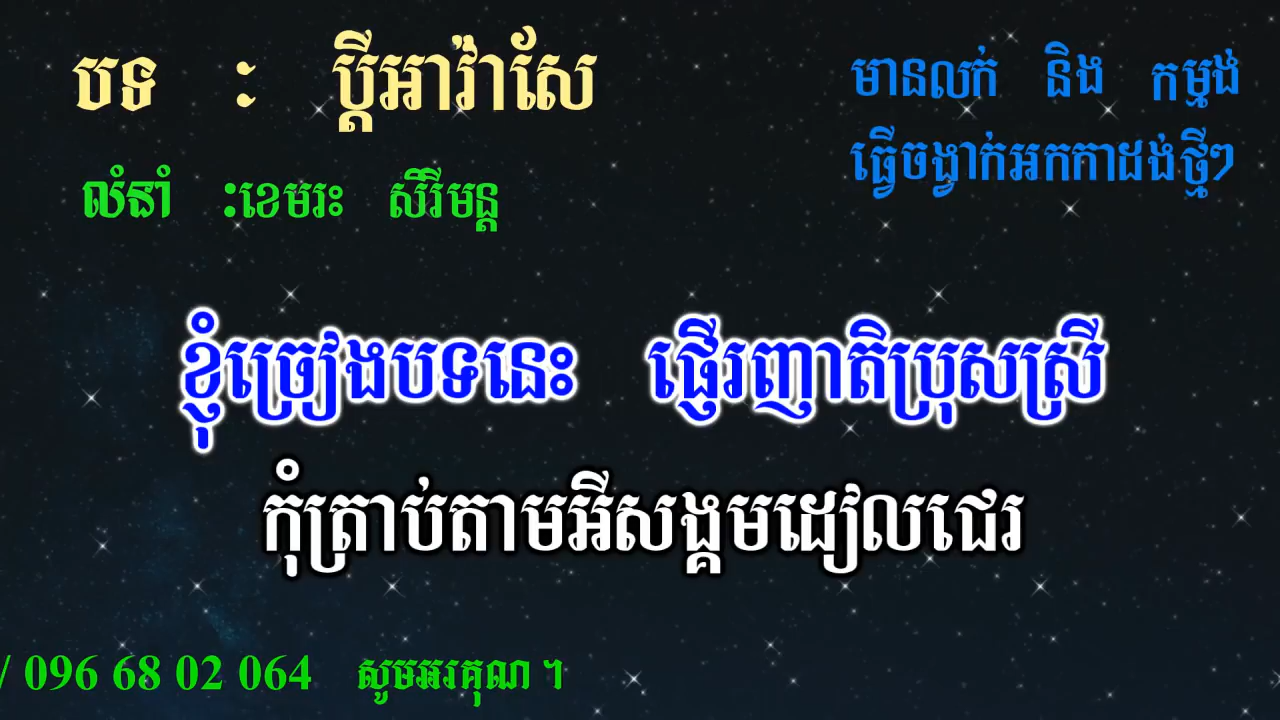 បទ ៈ ប្ដីអាវ៉ាសែ
លំនាំ ៈខេមរះ សិរីមន្ត
មានលក់ និង កម្មង់
ធ្វើចង្វាក់អកកាដង់ថ្មីៗ
ខ្ញុំច្រៀងបទនេះ ផ្ញើរញាតិប្រុសស្រី
កុំត្រាប់តាមអីសង្គមដៀលជេរ
/ 096 68 02 064 សូមអរគុណ ។